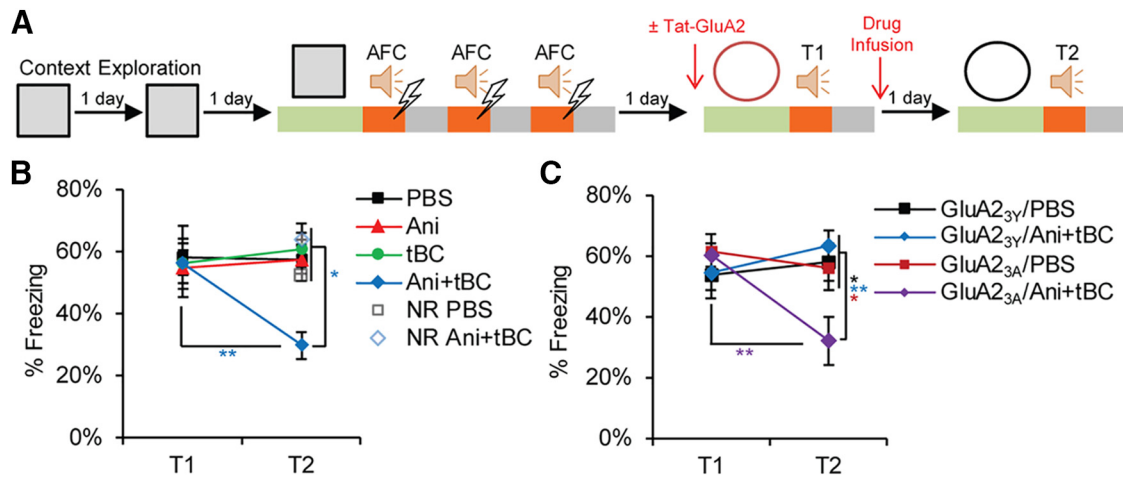 A
Context Exploration
1 day
1 day
AFC
AFC
AFC
1 day
± Tat-GluA2
T1
Drug
Infusion
1 day
T2
B
80%
60%
40%
20%
0%
% Freezing
T1
T2
**
*
PBS
Ani
tBC
Ani+tBC
NR PBS
NR Ani+tBC
C
80%
60%
40%
20%
0%
% Freezing
T1
T2
**
*
**
*
GluA2₃Y/PBS
GluA2₃Y/Ani+tBC
GluA2₃A/PBS
GluA2₃A/Ani+tBC